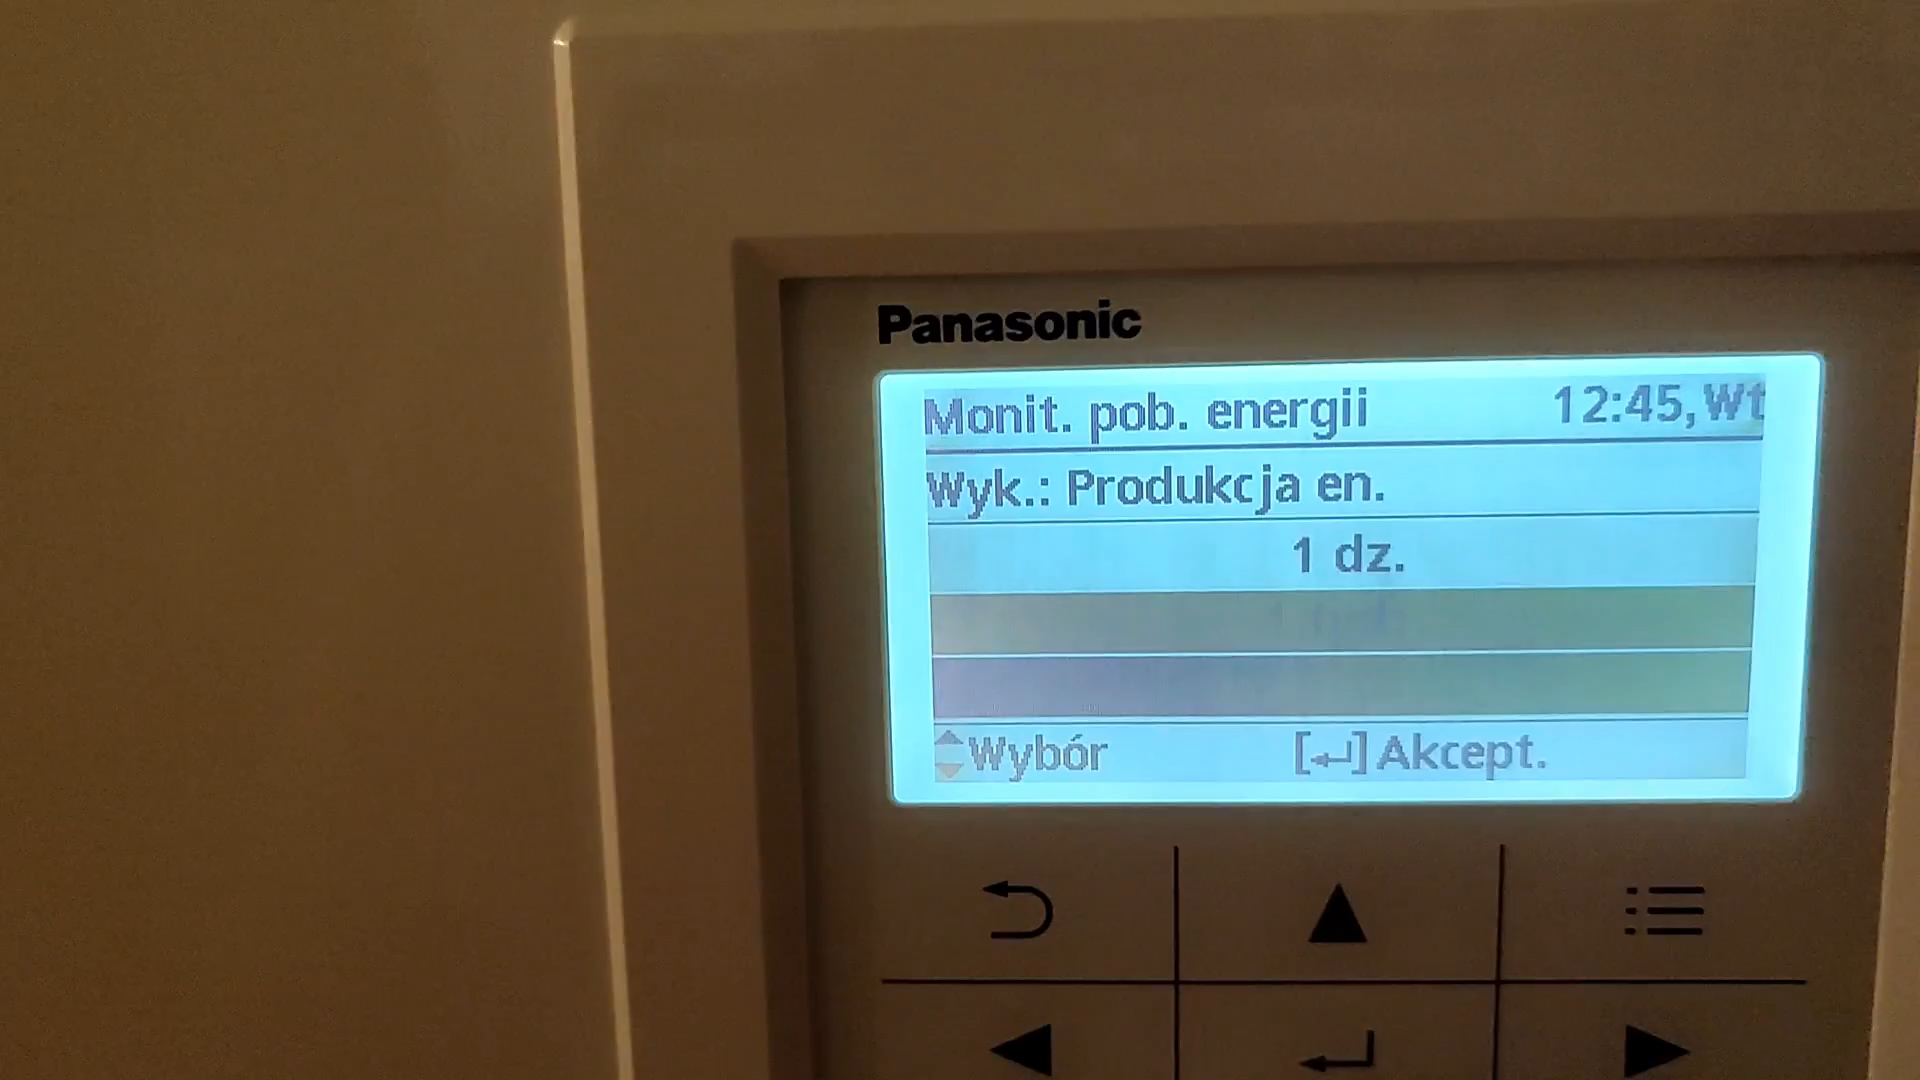 Panasonic
Monit. pob. energii 12:45,Wt
Wyk.: Produkcja en.
1 dz.
Wybór [↵] Akcept.